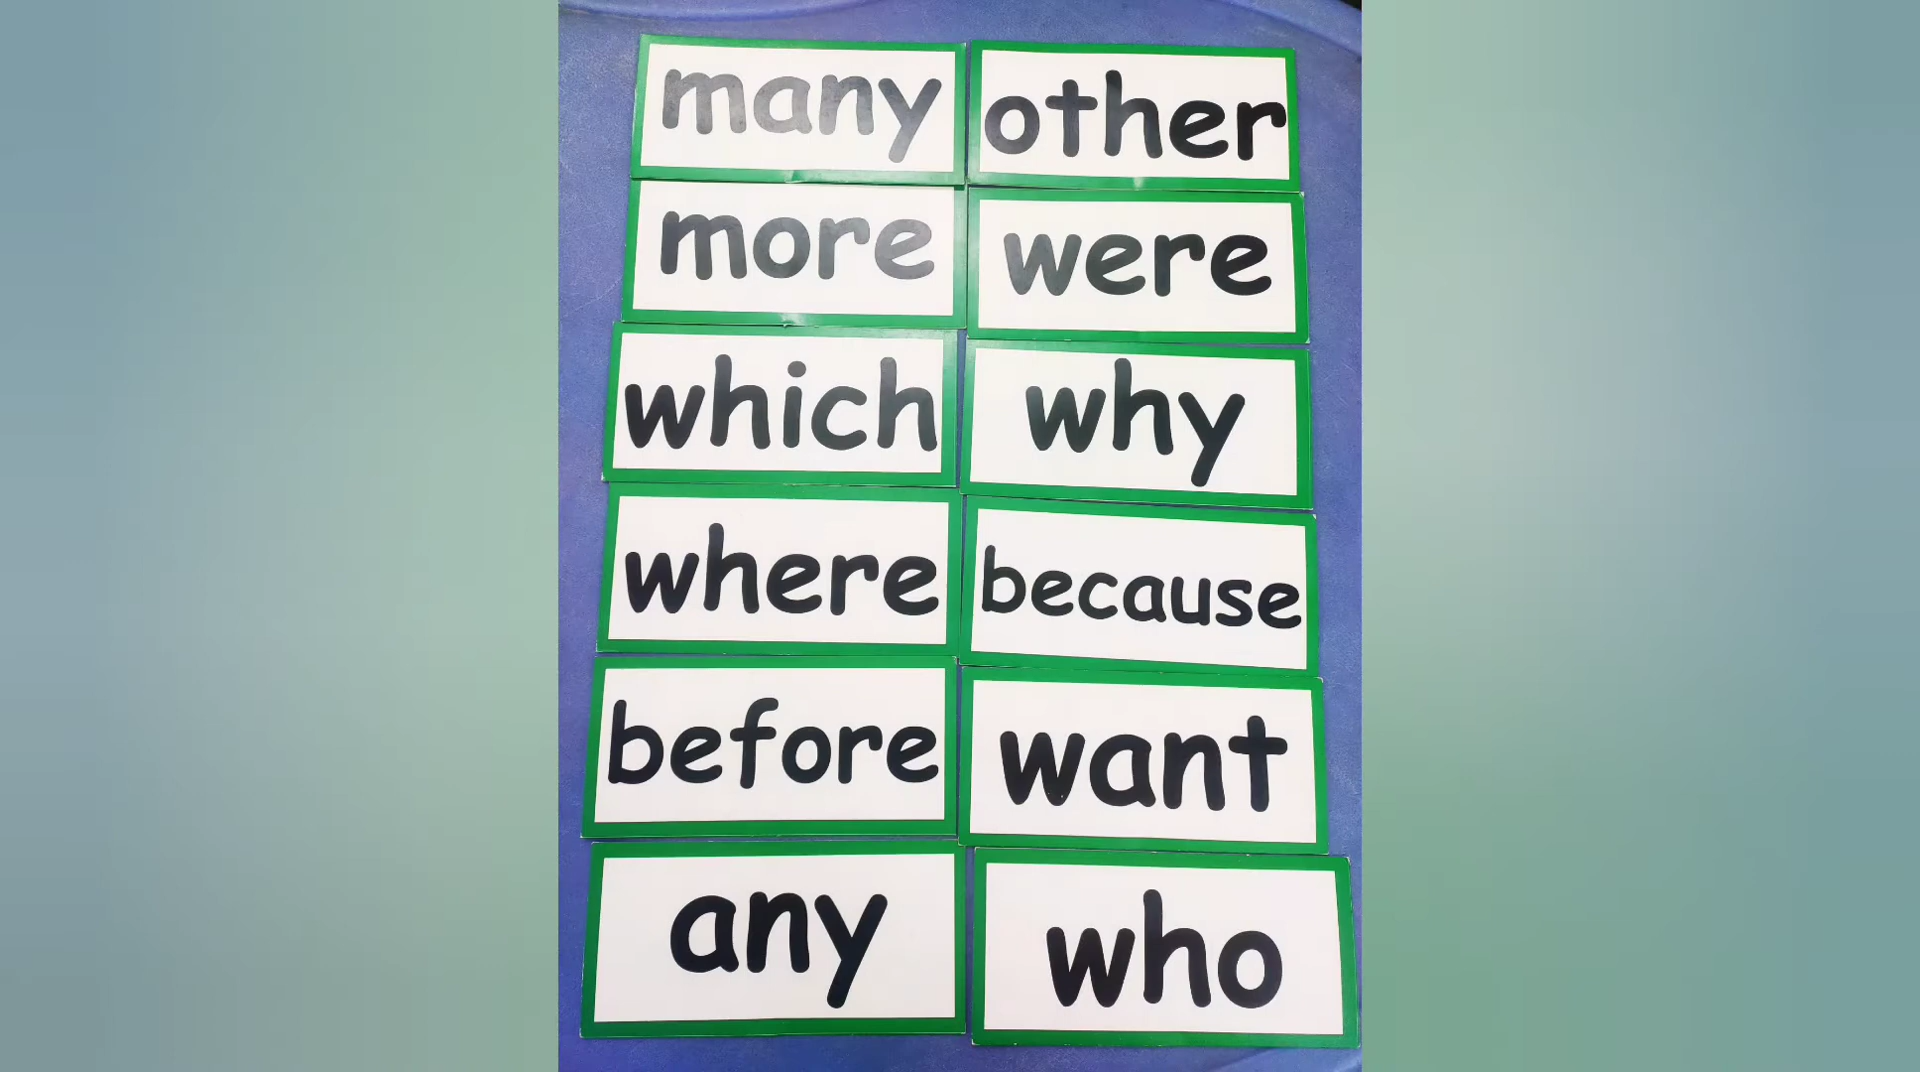 many other
more were
which why
where because
before want
any who